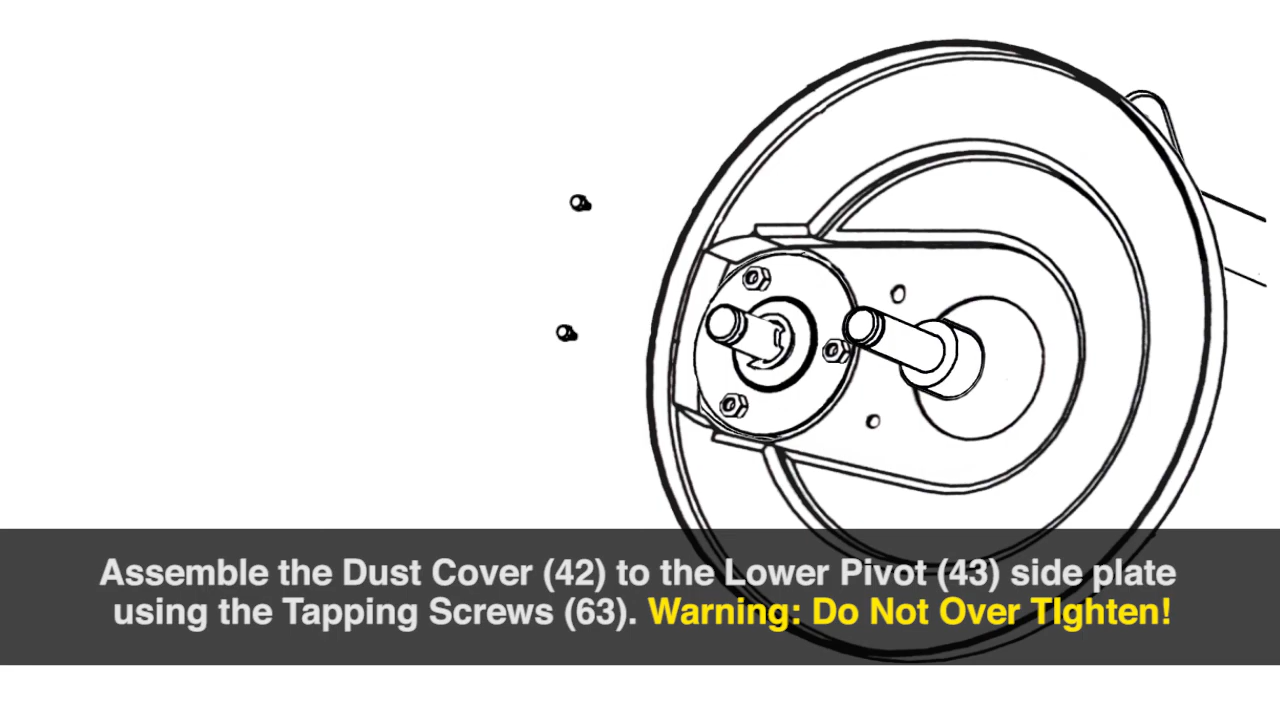 Assemble the Dust Cover (42) to the Lower Pivot (43) side plate
using the Tapping Screws (63). Warning: Do Not Over TIghten!